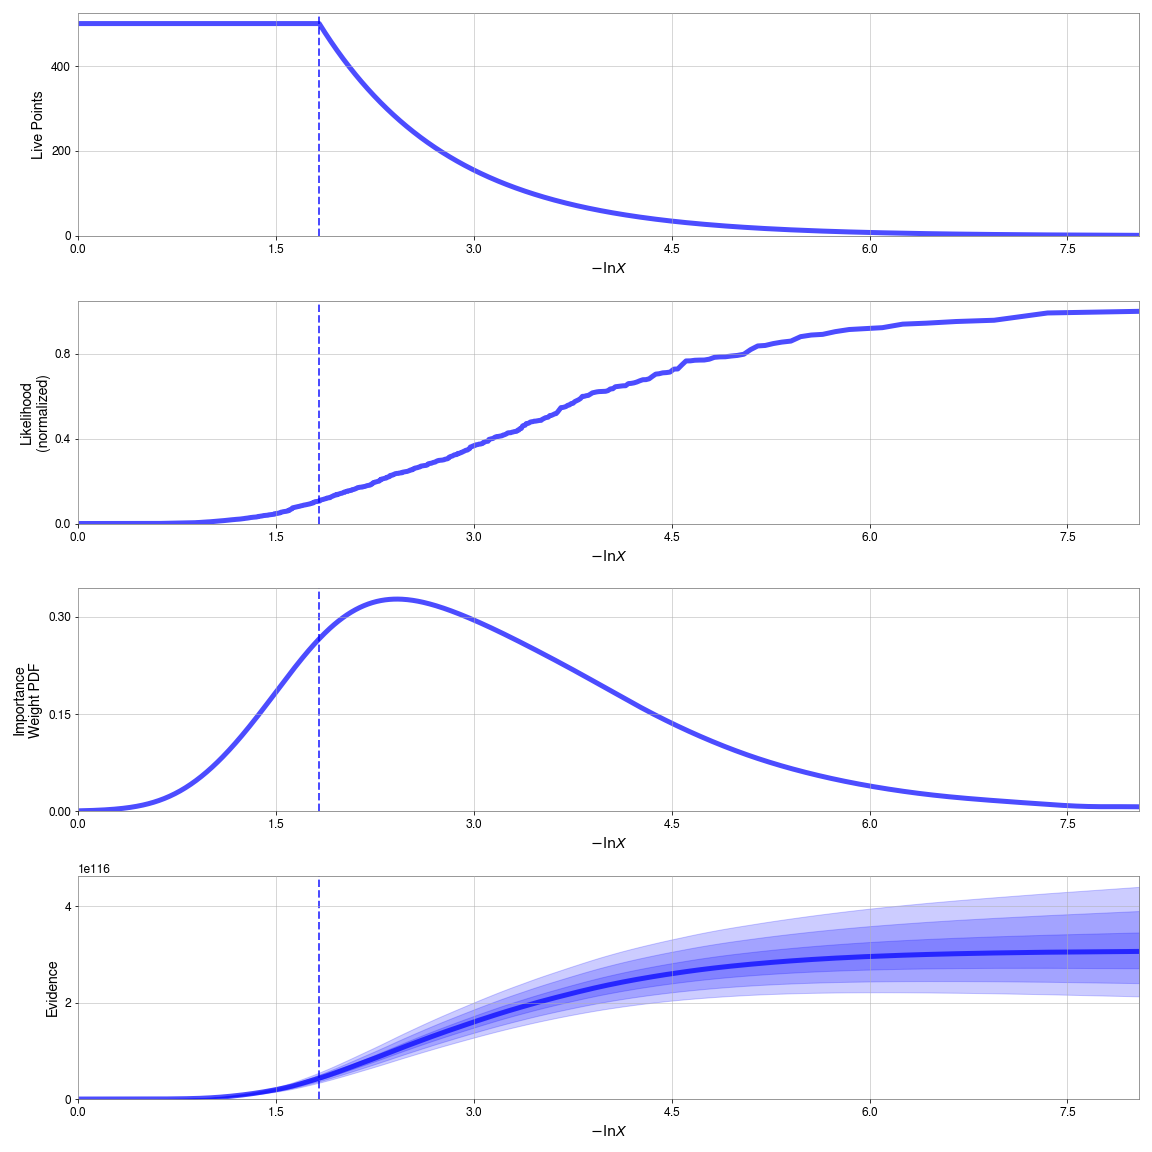 400
200
0
Live Points
0.0 1.5 3.0 4.5 6.0 7.5
−lnX
0.8
0.4
0.0
Likelihood
(normalized)
0.0 1.5 3.0 4.5 6.0 7.5
−lnX
0.30
0.15
0.00
Importance
Weight PDF
0.0 1.5 3.0 4.5 6.0 7.5
−lnX
1e116
4
2
0
Evidence
0.0 1.5 3.0 4.5 6.0 7.5
−lnX